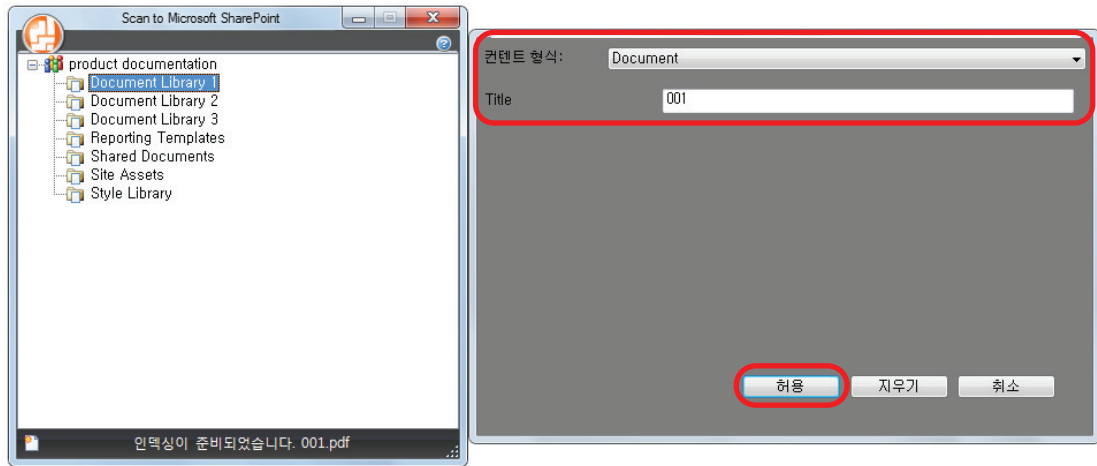 Scan to Microsoft SharePoint
product documentation
Document Library 1
Document Library 2
Document Library 3
Reporting Templates
Shared Documents
Site Assets
Style Library
인덱싱이 준비되었습니다. 001.pdf
컨텐트 형식: Document
Title 001
허용 지우기 취소